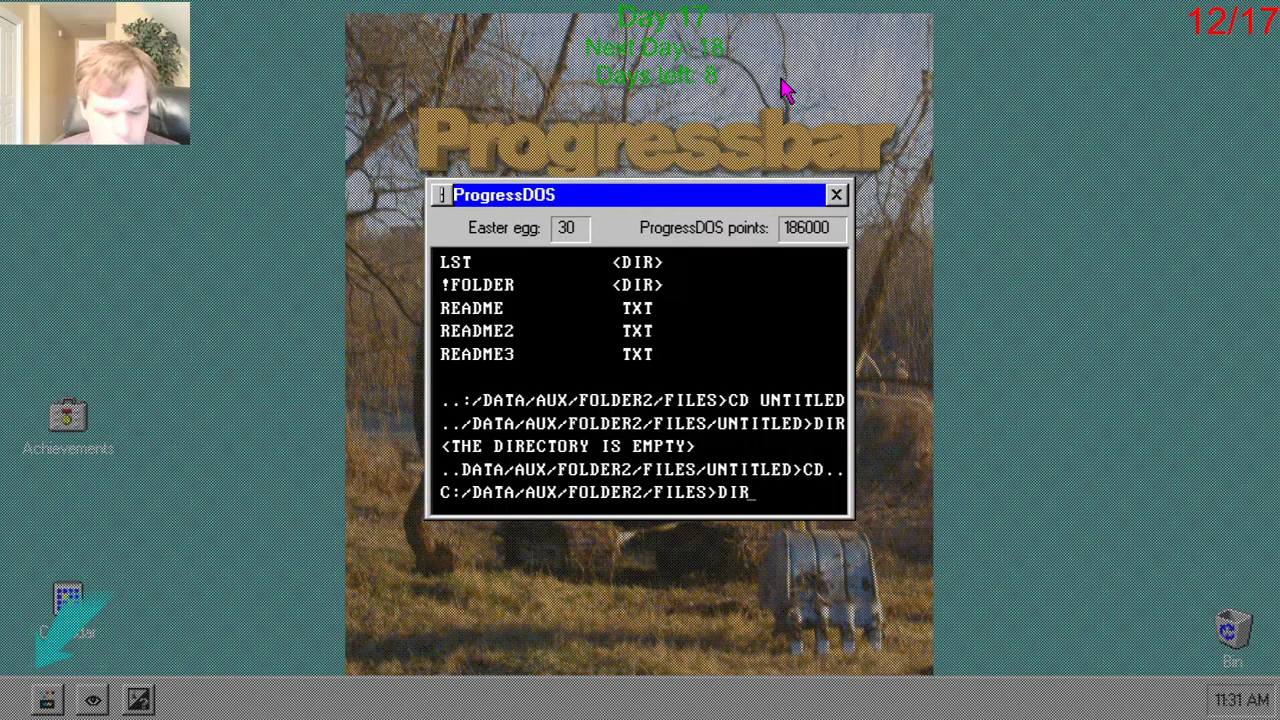 Day 17
Next Day: 18
Days left: 8
12/17
Progressbar
ProgressDOS
Easter egg: 30 ProgressDOS points: 186000
LST <DIR>
!FOLDER <DIR>
README TXT
README2 TXT
README3 TXT
..:/DATA/AUX/FOLDER2/FILES>CD UNTITLED
../DATA/AUX/FOLDER2/FILES/UNTITLED>DIR
<THE DIRECTORY IS EMPTY>
..DATA/AUX/FOLDER2/FILES/UNTITLED>CD..
C:/DATA/AUX/FOLDER2/FILES>DIR_
Achievements
Bin
11:31 AM